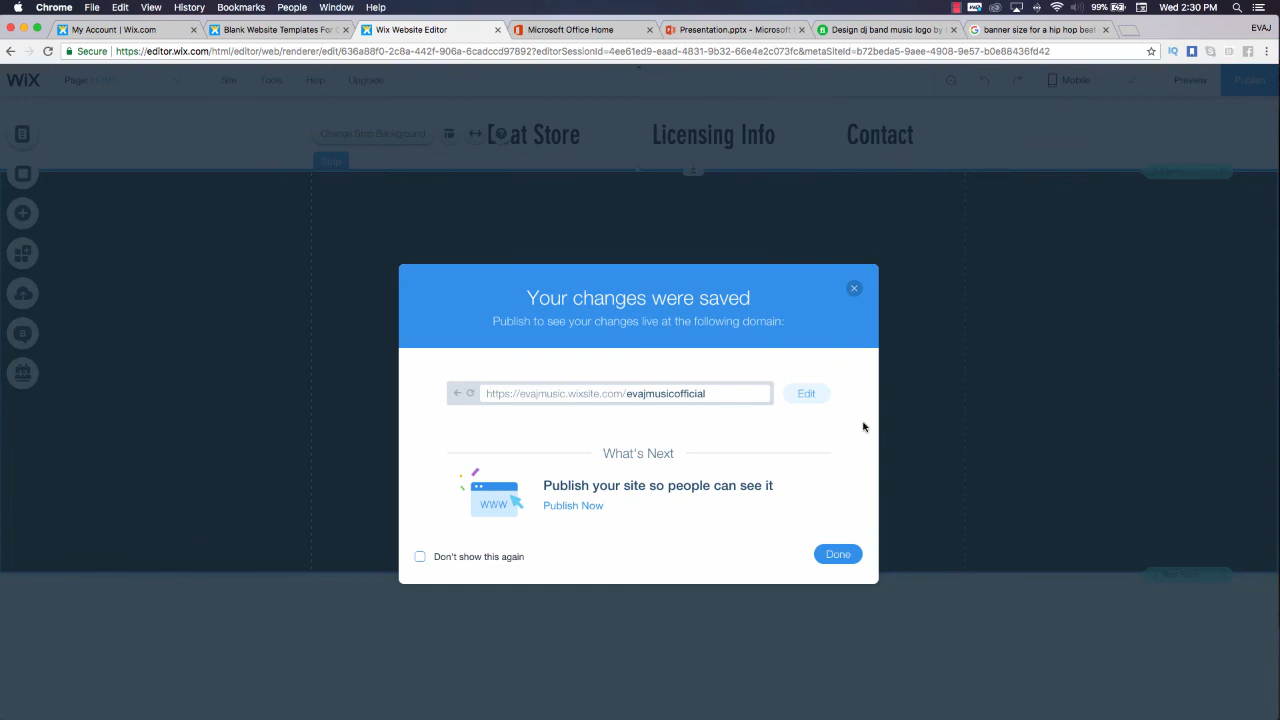 Chrome File Edit View History Bookmarks People Window Help 99% Wed 2:30 PM
My Account | Wix.com Blank Website Templates For Wix Website Editor Microsoft Office Home Presentation.pptx - Microsoft Design dj band music logo by banner size for a hip hop beat EVAJ
Secure https://editor.wix.com/html/editor/web/renderer/edit/636a88f0-2c8a-442f-906a-6cadccd97892?editorSessionId=4ee61ed9-eaad-4831-9b32-66e4e2c073fc&metaSiteId=b72beda5-9aee-4908-9e57-b0e88436fd42
WiX Page: HOME Site Tools Help Upgrade Mobile Preview Publish
Change Strip Background at Store Licensing Info Contact
Strip
Your changes were saved
Publish to see your changes live at the following domain:
https://evajmusic.wixsite.com/evajmusicofficial Edit
What's Next
Publish your site so people can see it
WWW
Publish Now
Don't show this again Done